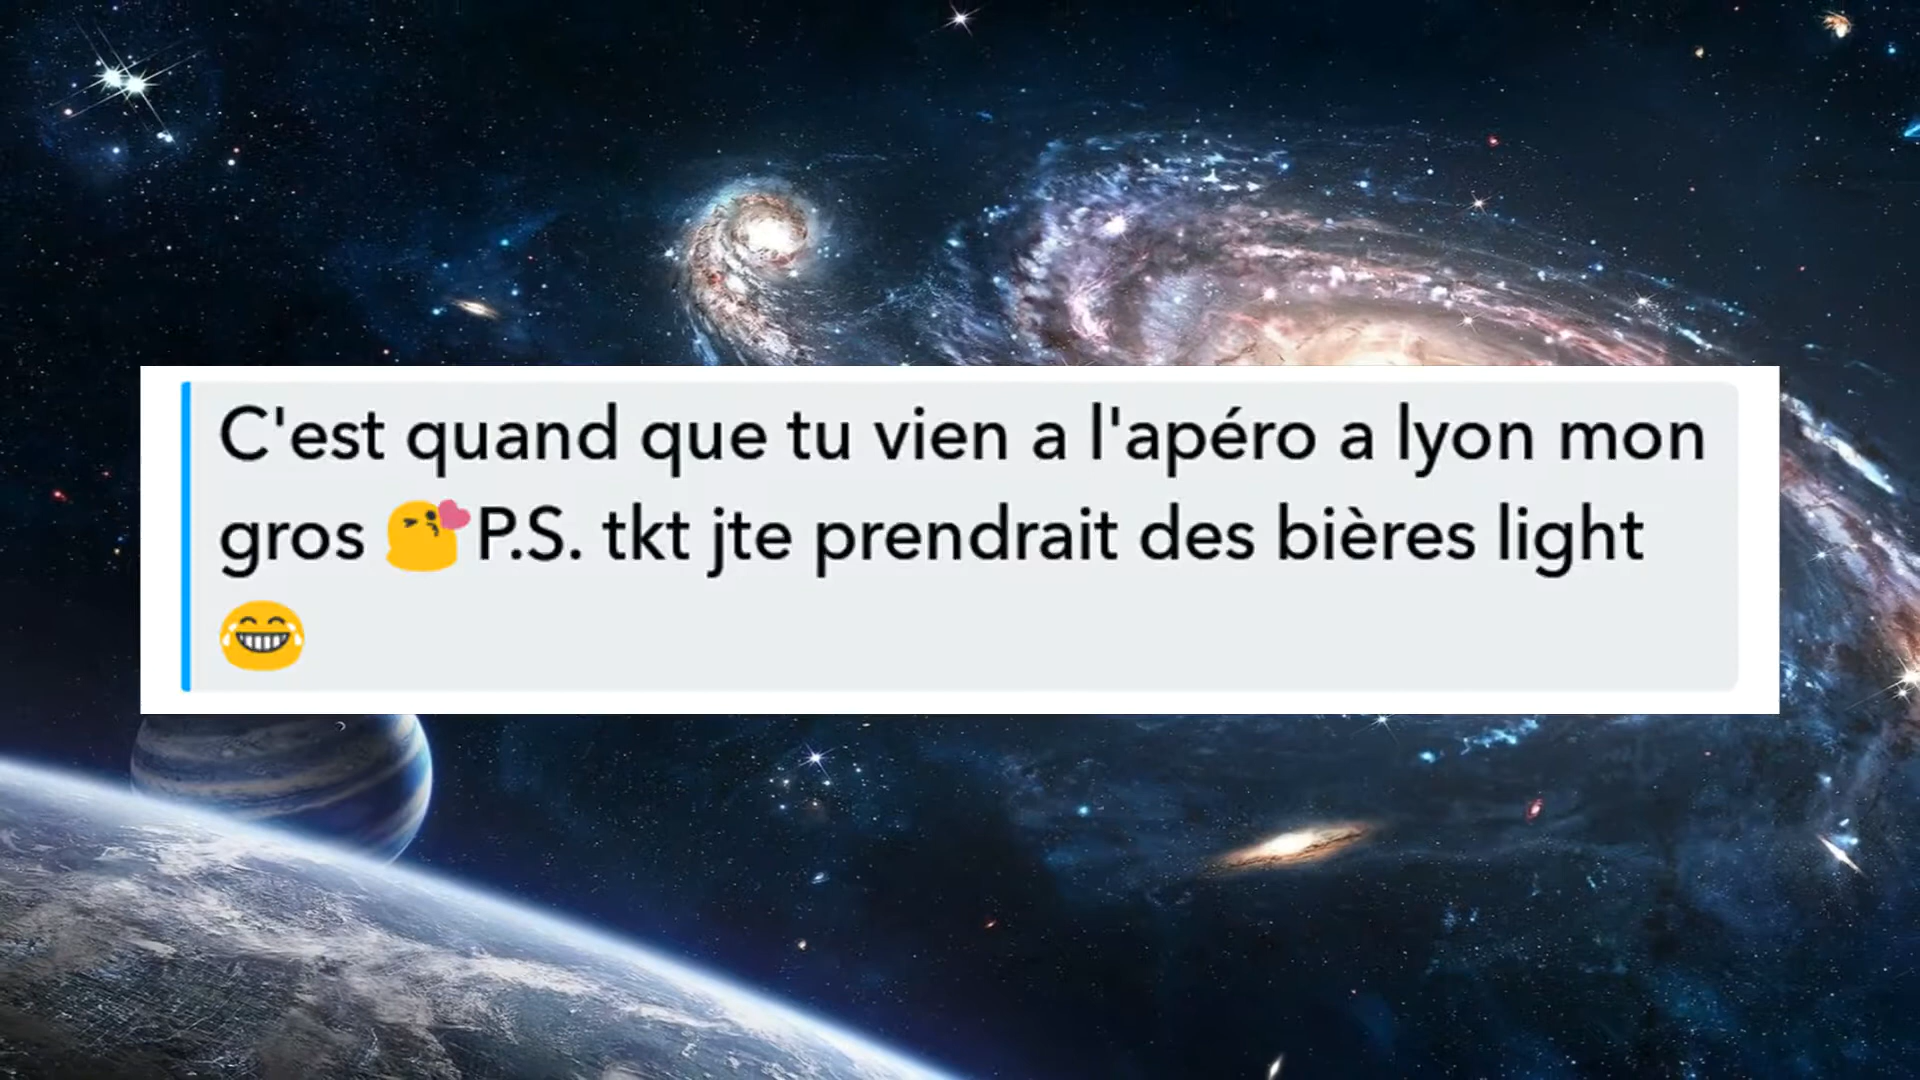 C'est quand que tu vien a l'apéro a lyon mon
gros 😘P.S. tkt jte prendrait des bières light
😂